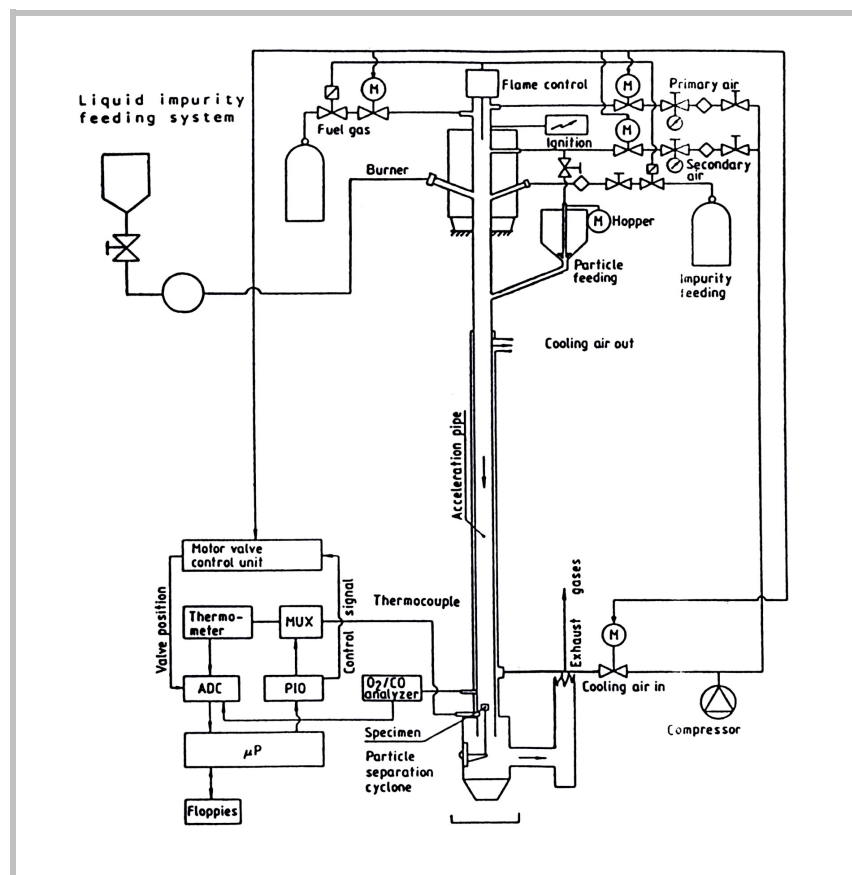 Flame control
Primary air
Liquid impurity
feeding system
M
M
Fuel gas
M
Ignition
Secondary
air
Burner
M
Hopper
Particle
feeding
Impurity
feeding
Cooling air out
Acceleration pipe
Motor valve
control unit
Valve position
Control signal
Thermocouple
Exhaust gases
Thermo-
meter
MUX
M
ADC
PIO
O₂/CO
analyzer
Cooling air in
Specimen
Compressor
μP
Particle
separation
cyclone
Floppies